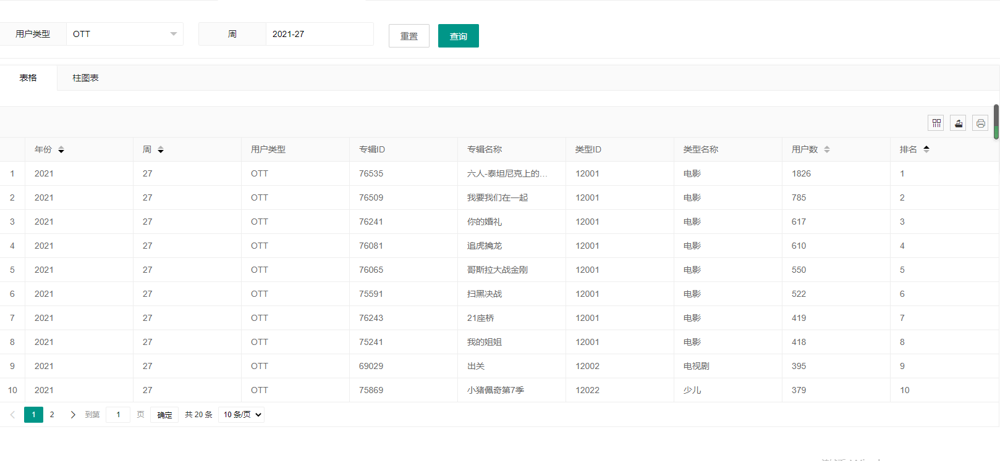 用户类型 OTT 周 2021-27 重置 查询
表格 柱图表
年份 周 用户类型 专辑ID 专辑名称 类型ID 类型名称 用户数 排名
1 2021 27 OTT 76535 六人-泰坦尼克上的... 12001 电影 1826 1
2 2021 27 OTT 76509 我要我们在一起 12001 电影 785 2
3 2021 27 OTT 76241 你的婚礼 12001 电影 617 3
4 2021 27 OTT 76081 追虎擒龙 12001 电影 610 4
5 2021 27 OTT 76065 哥斯拉大战金刚 12001 电影 550 5
6 2021 27 OTT 75591 扫黑决战 12001 电影 522 6
7 2021 27 OTT 76243 21座桥 12001 电影 419 7
8 2021 27 OTT 75241 我的姐姐 12001 电影 418 8
9 2021 27 OTT 69029 出关 12002 电视剧 395 9
10 2021 27 OTT 75869 小猪佩奇第7季 12022 少儿 379 10
1 2 到第 1 页 确定 共 20 条 10 条/页